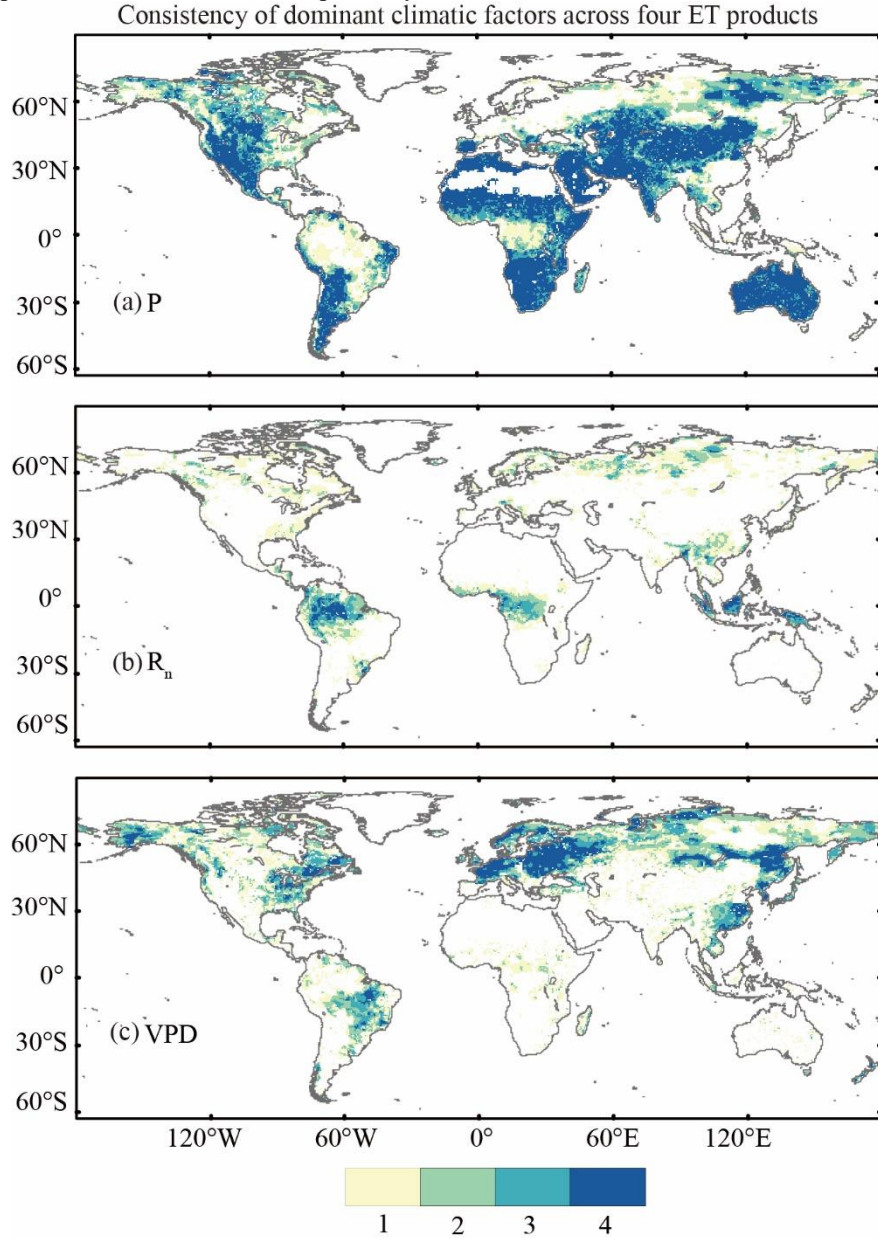 Consistency of dominant climatic factors across four ET products
60°N
30°N
0°
30°S
60°S
(a) P
60°N
30°N
0°
30°S
60°S
(b) Rn
60°N
30°N
0°
30°S
60°S
(c) VPD
120°W 60°W 0° 60°E 120°E
1 2 3 4